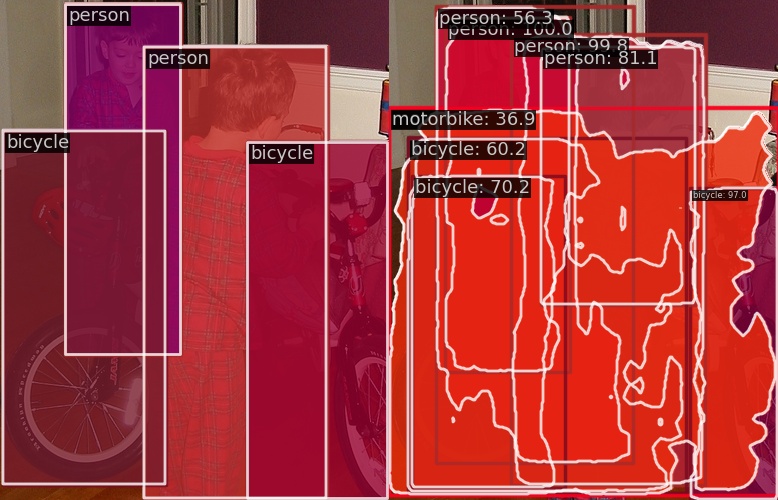 person
person
bicycle
bicycle
person: 56.3
person: 100.0
person: 99.8
person: 81.1
motorbike: 36.9
bicycle: 60.2
bicycle: 70.2
bicycle: 97.0